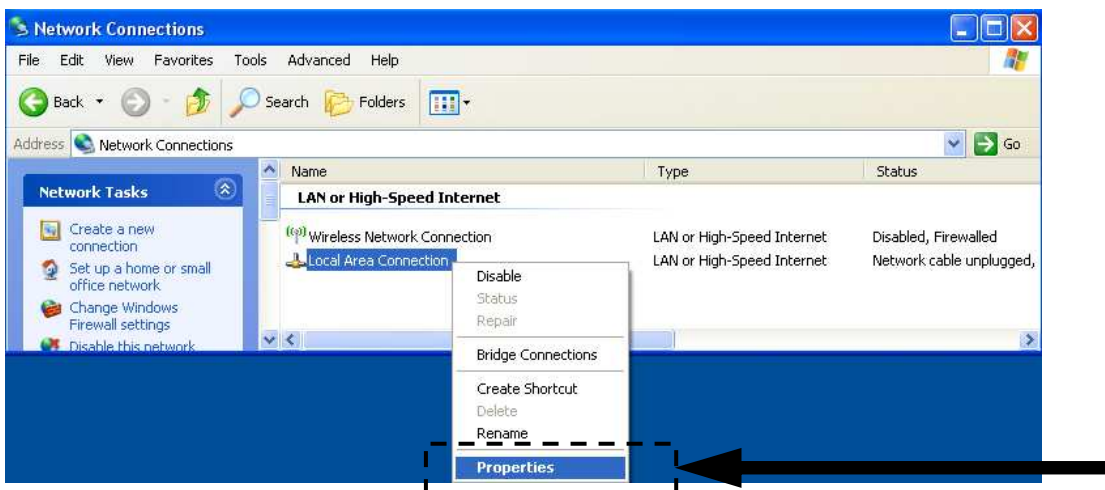 Network Connections
File Edit View Favorites Tools Advanced Help
Back Search Folders
Address Network Connections Go
Name Type Status
Network Tasks
LAN or High-Speed Internet
Create a new
connection
Wireless Network Connection LAN or High-Speed Internet Disabled, Firewalled
Local Area Connection LAN or High-Speed Internet Network cable unplugged,
Set up a home or small
office network
Change Windows
Firewall settings
Disable this network
Disable
Status
Repair
Bridge Connections
Create Shortcut
Delete
Rename
Properties